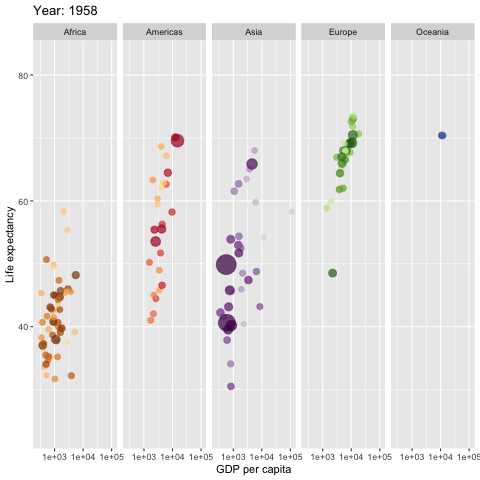 Year: 1958
Africa Americas Asia Europe Oceania
80
60
40
Life expectancy
1e+03 1e+04 1e+05 1e+03 1e+04 1e+05 1e+03 1e+04 1e+05 1e+03 1e+04 1e+05 1e+03 1e+04 1e+05
GDP per capita